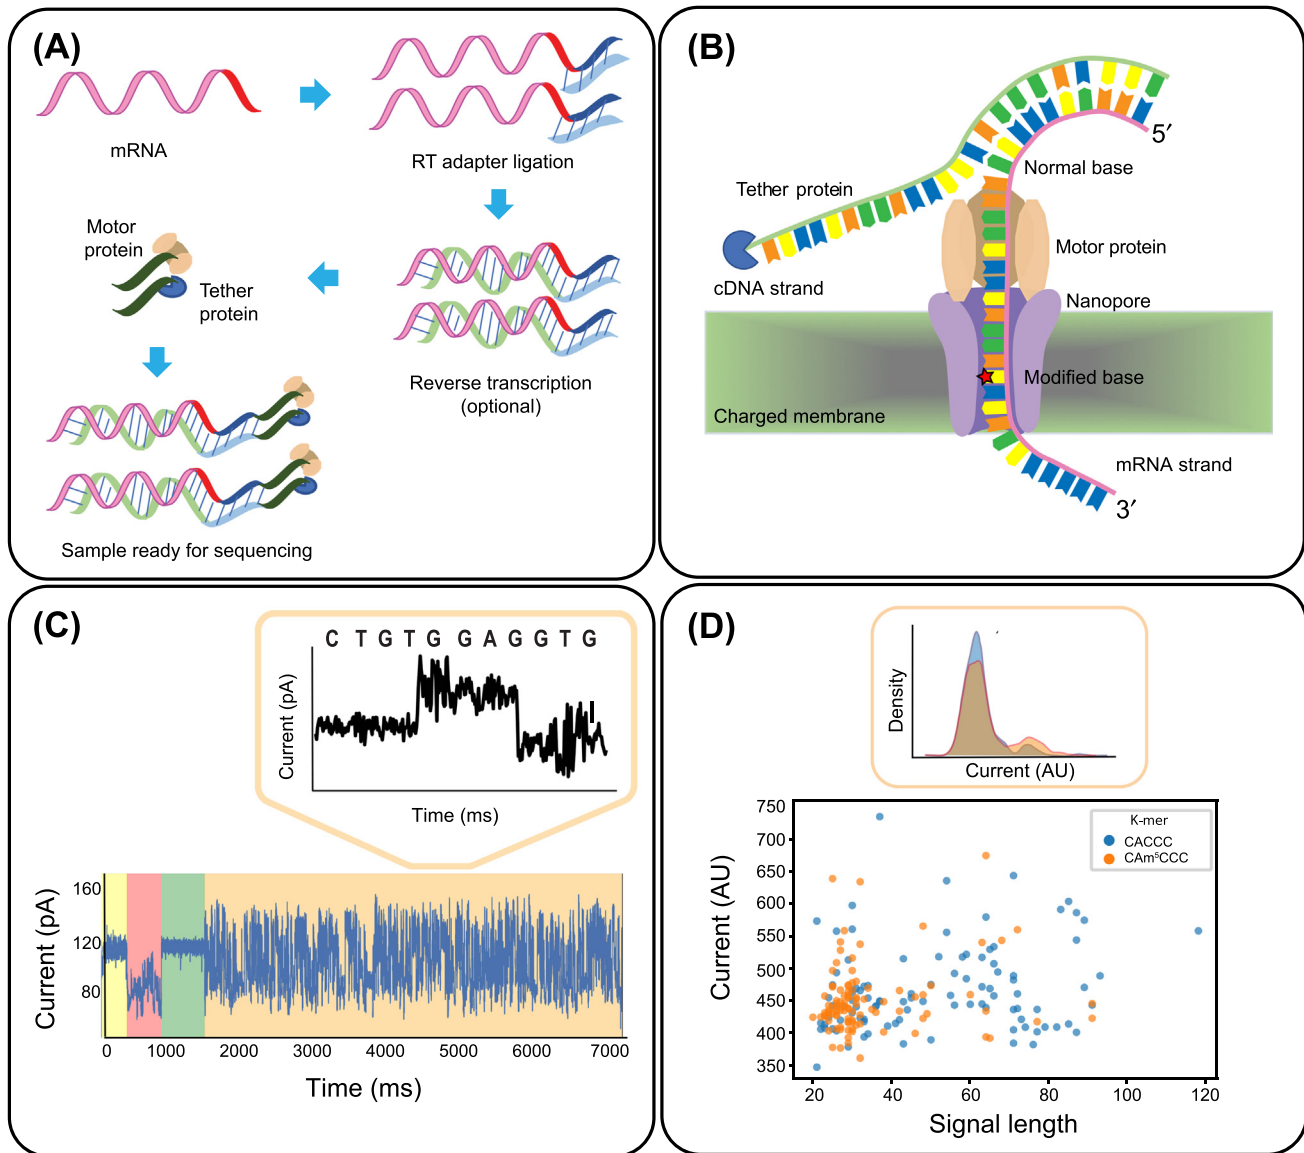 (A)
mRNA
RT adapter ligation
Motor
protein
Tether
protein
Reverse transcription
(optional)
Sample ready for sequencing
(B)
5′
Normal base
Tether protein
Motor protein
cDNA strand
Nanopore
Modified base
Charged membrane
mRNA strand
3′
(C)
C T G T G G A G G T G
Current (pA)
Time (ms)
160
120
80
Current (pA)
0 1000 2000 3000 4000 5000 6000 7000
Time (ms)
(D)
Density
Current (AU)
750
700
650
600
550
500
450
400
350
Current (AU)
K-mer
CACCC
CAm⁵CCC
20 40 60 80 100 120
Signal length